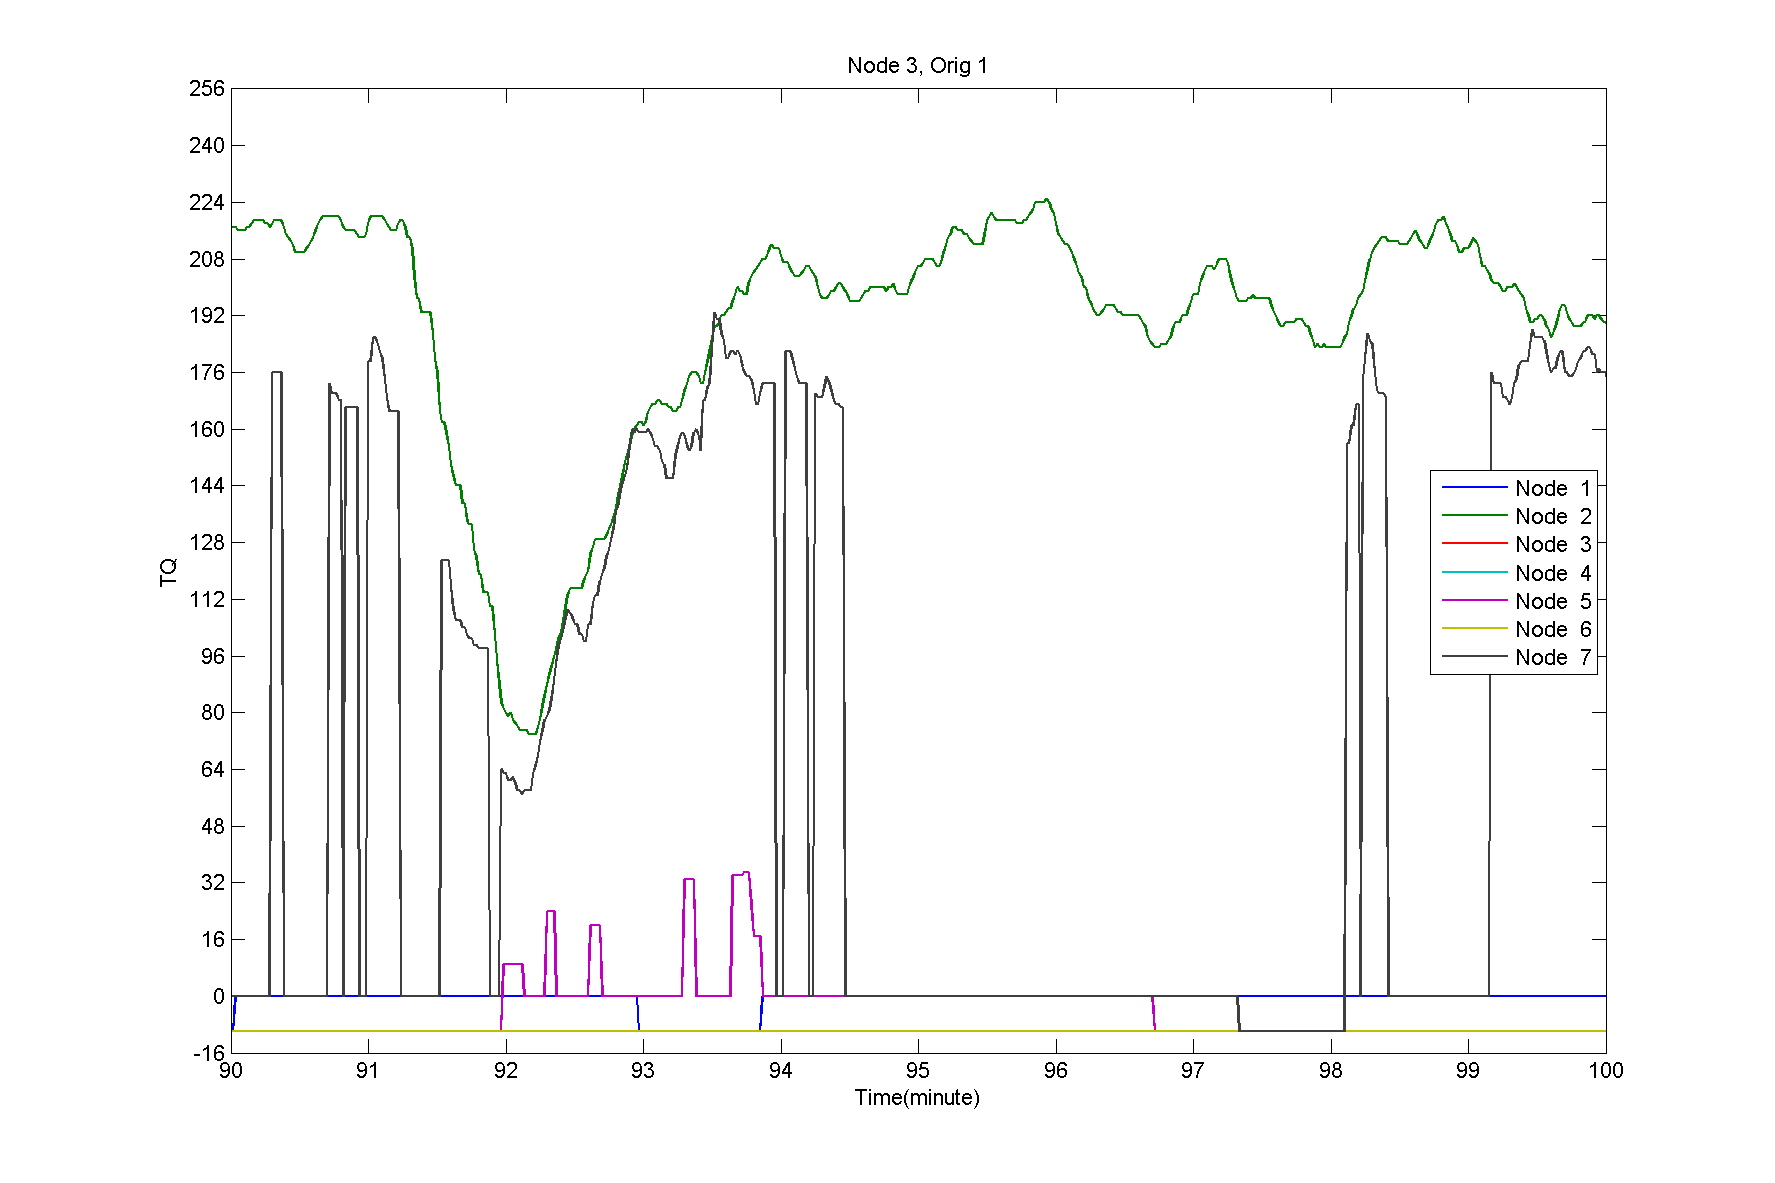 Node 3, Orig 1
256
240
224
208
192
176
160
144
128
112
96
80
64
48
32
16
0
-16
TQ
Node 1
Node 2
Node 3
Node 4
Node 5
Node 6
Node 7
90 91 92 93 94 95 96 97 98 99 100
Time(minute)